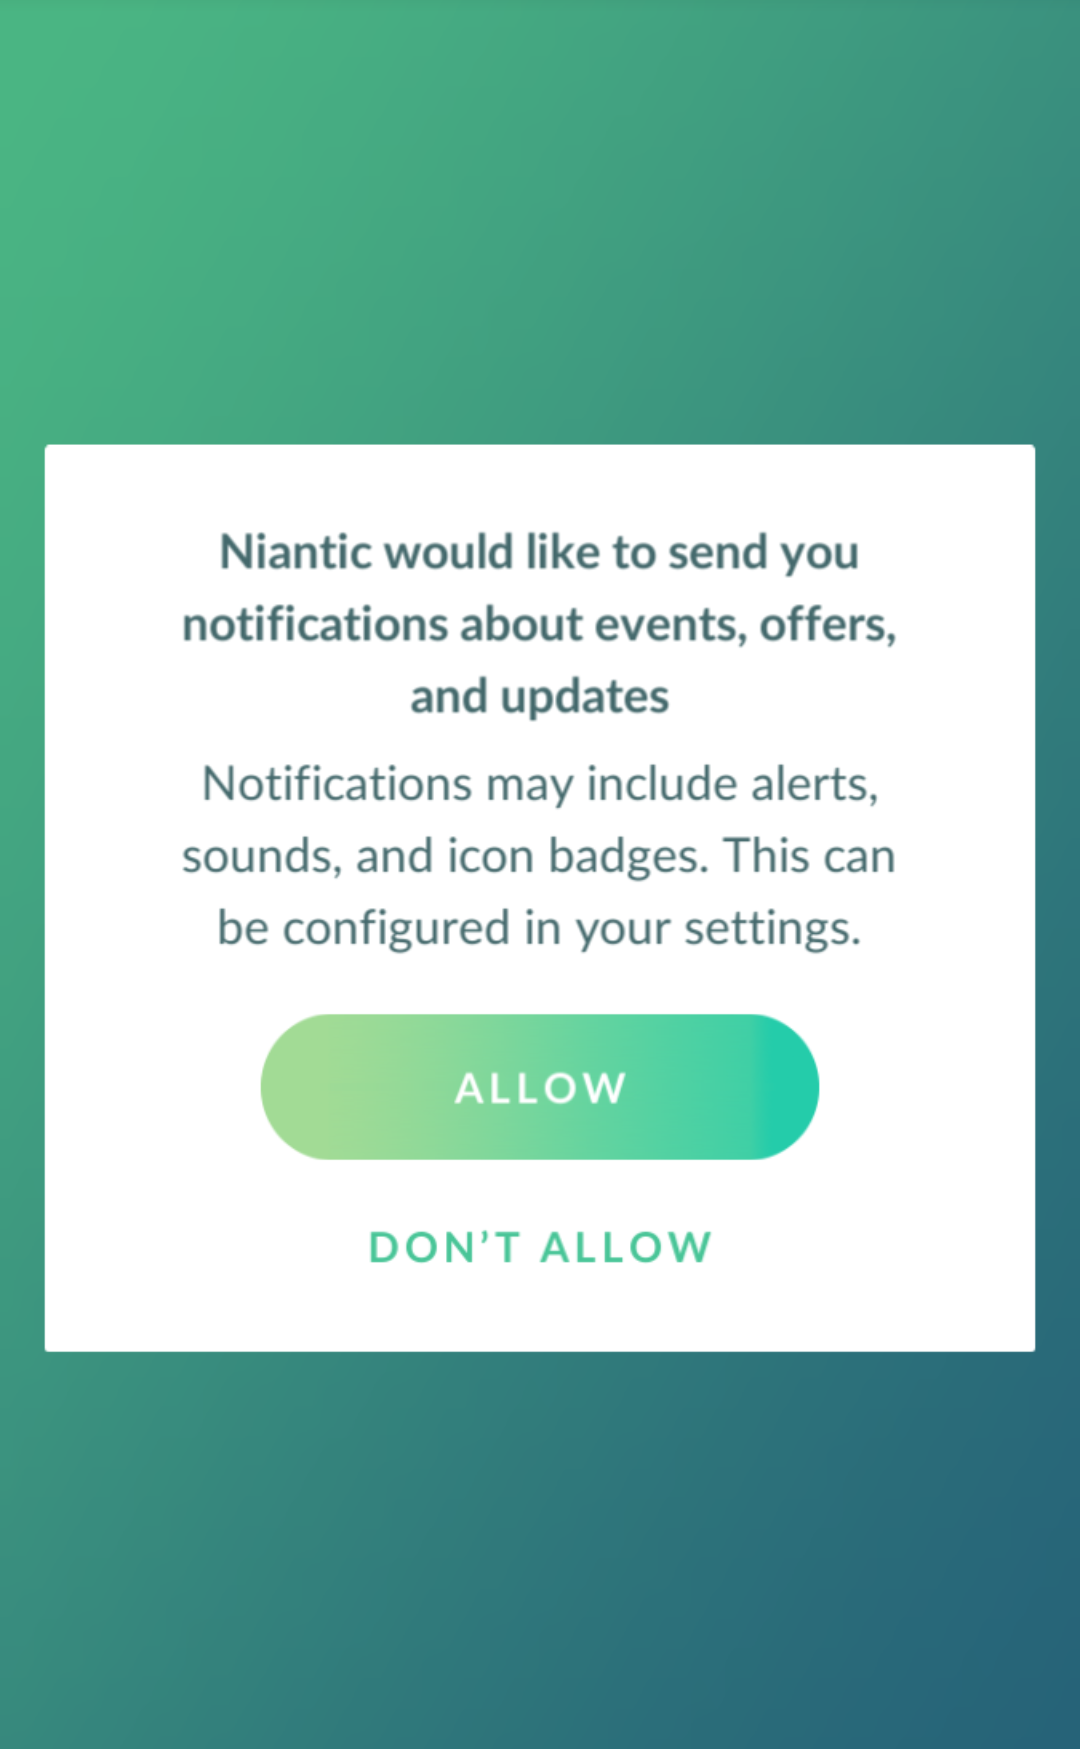 Niantic would like to send you
notifications about events, offers,
and updates
Notifications may include alerts,
sounds, and icon badges. This can
be configured in your settings.
ALLOW
DON’T ALLOW